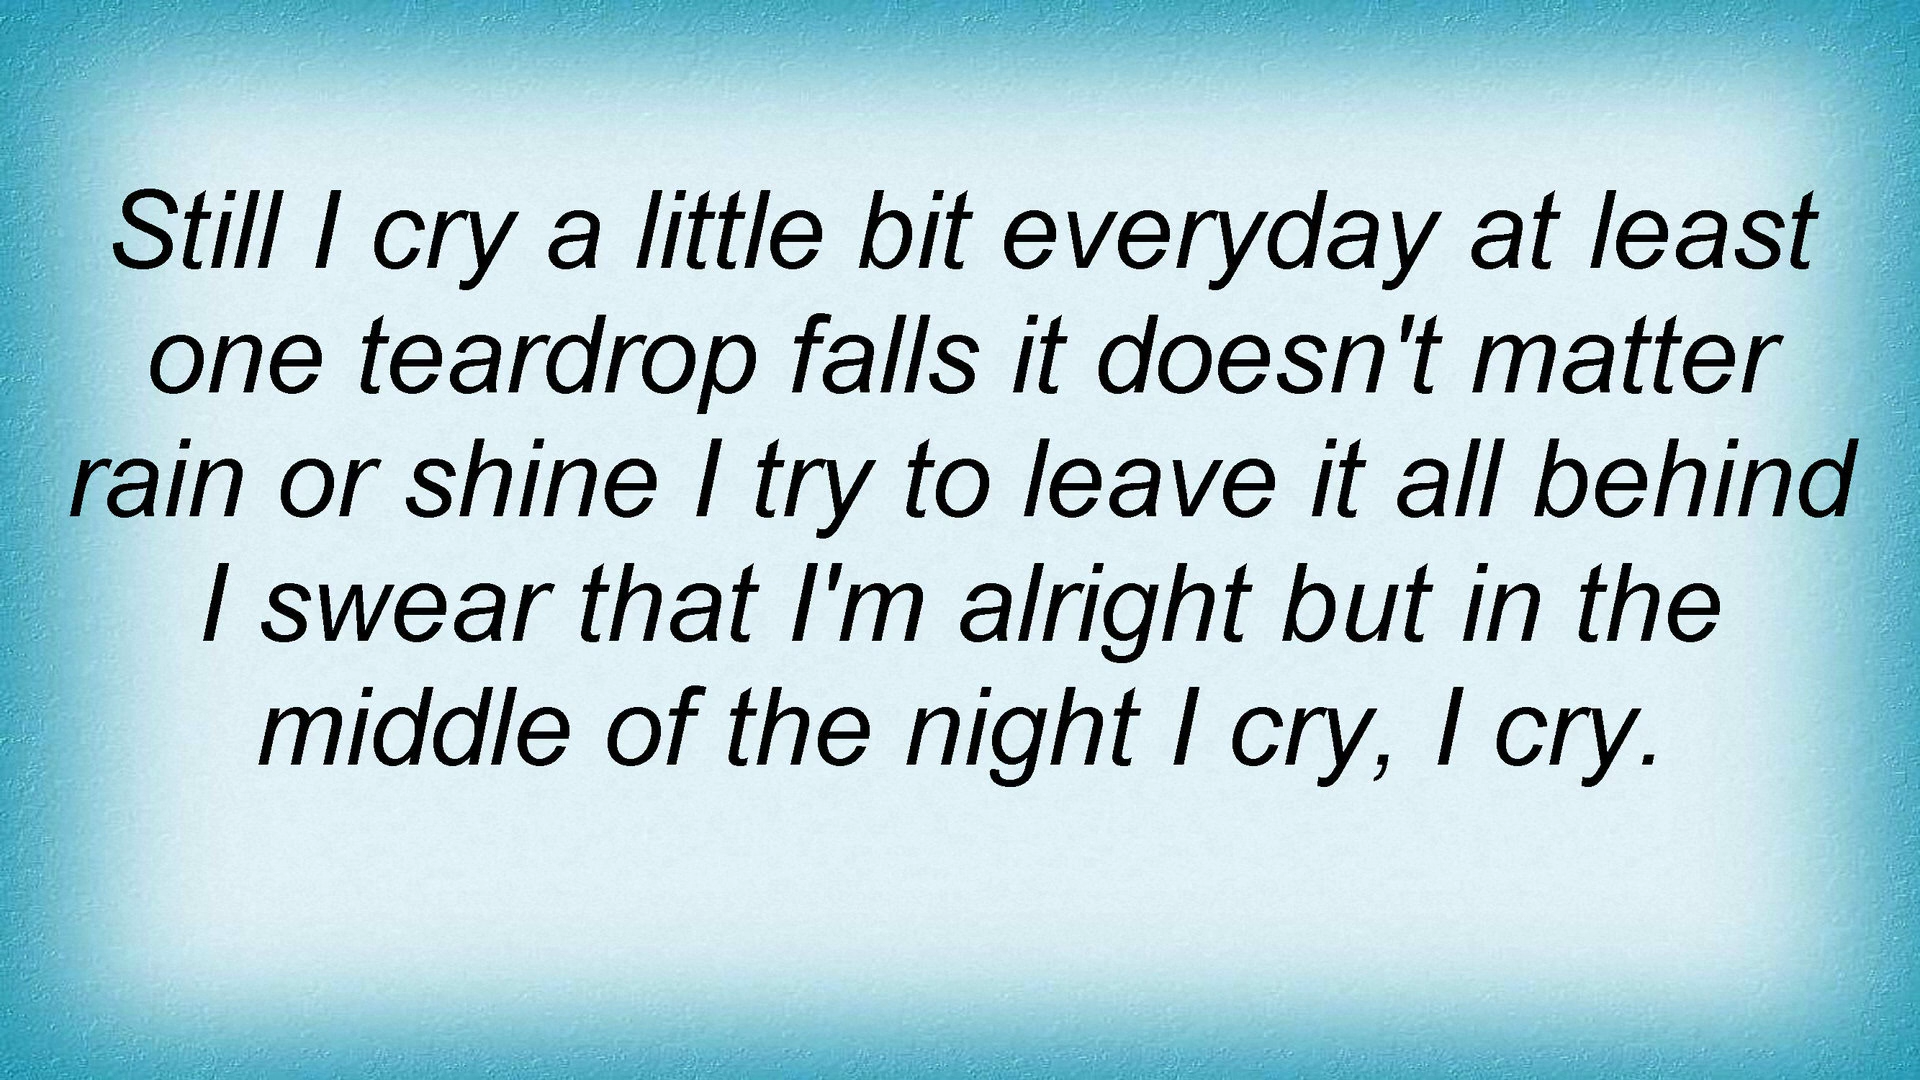 Still I cry a little bit everyday at least
one teardrop falls it doesn't matter
rain or shine I try to leave it all behind
I swear that I'm alright but in the
middle of the night I cry, I cry.